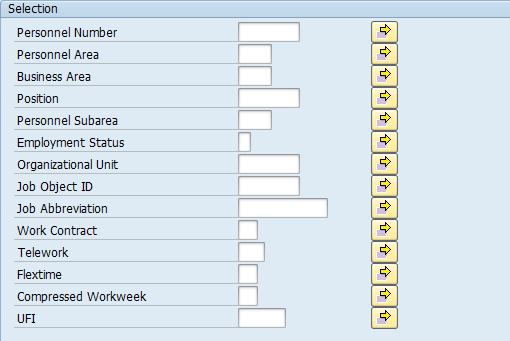 Selection
Personnel Number
Personnel Area
Business Area
Position
Personnel Subarea
Employment Status
Organizational Unit
Job Object ID
Job Abbreviation
Work Contract
Telework
Flextime
Compressed Workweek
UFI